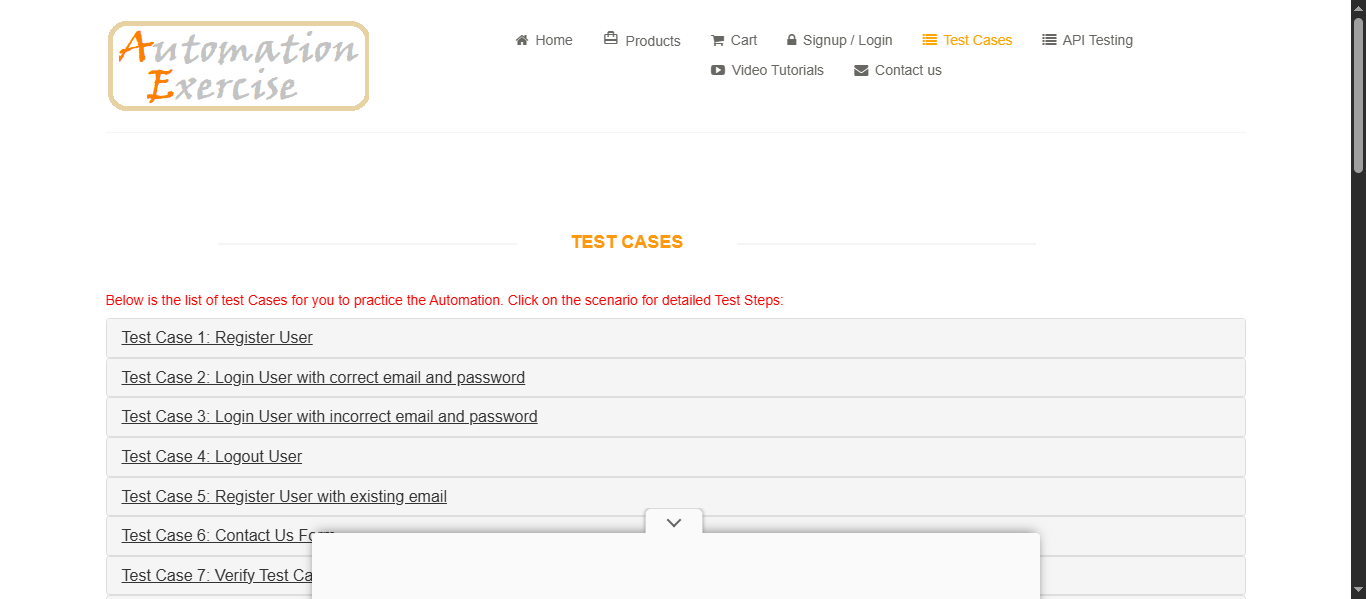 Automation
Exercise
Home Products Cart Signup / Login Test Cases API Testing
Video Tutorials Contact us
TEST CASES
Below is the list of test Cases for you to practice the Automation. Click on the scenario for detailed Test Steps:
Test Case 1: Register User
Test Case 2: Login User with correct email and password
Test Case 3: Login User with incorrect email and password
Test Case 4: Logout User
Test Case 5: Register User with existing email
Test Case 6: Contact Us Form
Test Case 7: Verify Test Ca